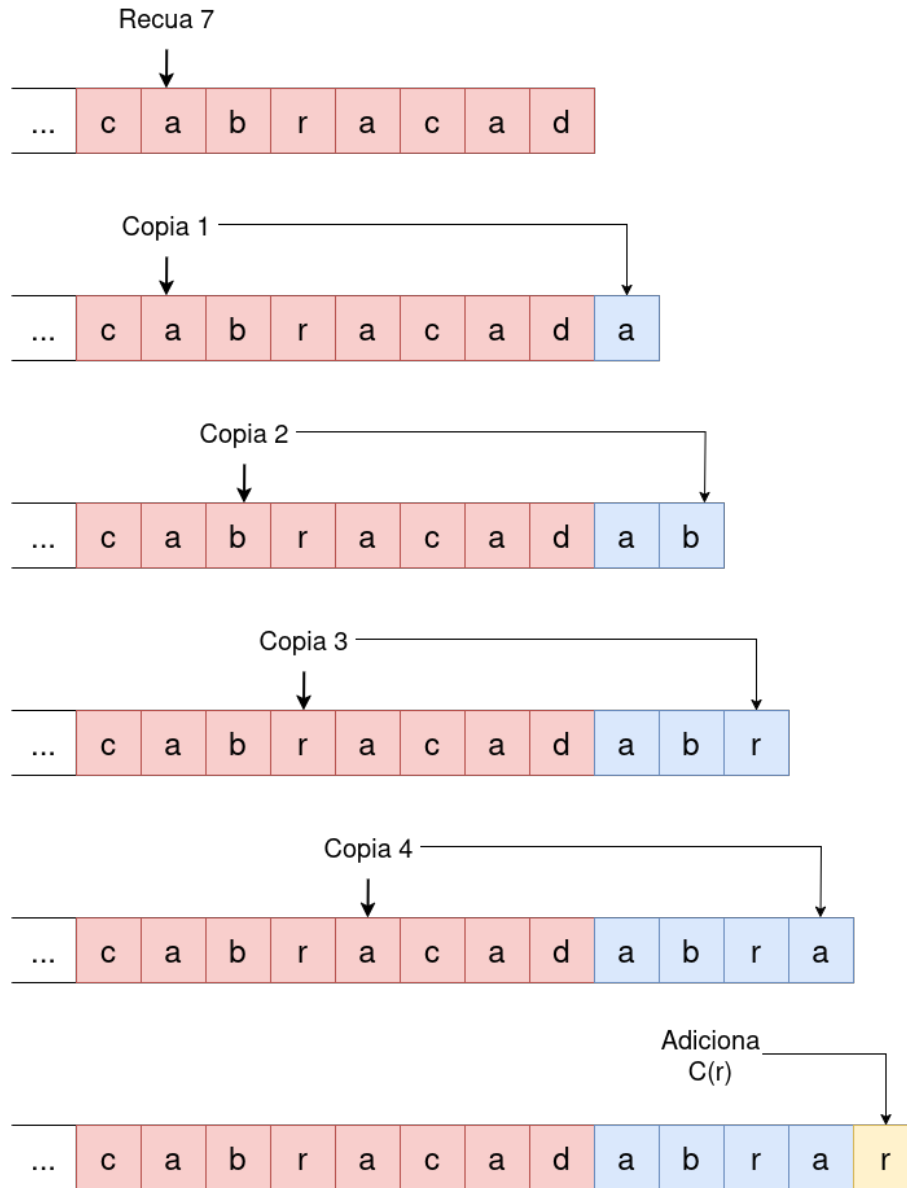 Recua 7
... c a b r a c a d
Copia 1
... c a b r a c a d a
Copia 2
... c a b r a c a d a b
Copia 3
... c a b r a c a d a b r
Copia 4
... c a b r a c a d a b r a
Adiciona
C(r)
... c a b r a c a d a b r a r